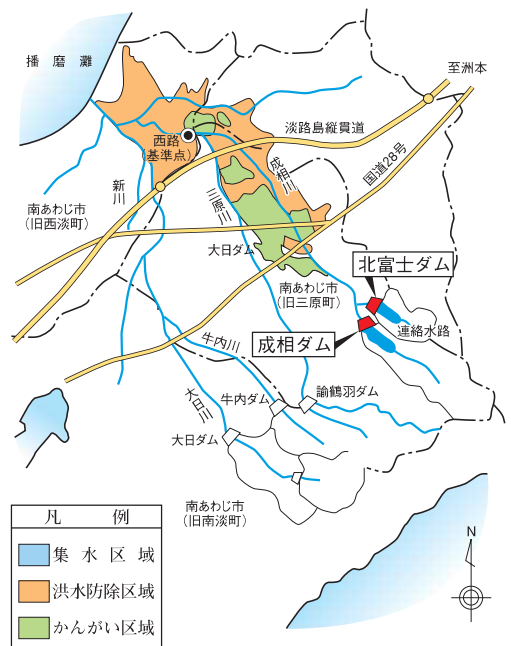 播磨灘
至洲本
淡路島縦貫道
国道28号
西路
(基準点)
成相川
新川
三原川
南あわじ市
(旧西淡町)
大日ダム
北富士ダム
南あわじ市
(旧三原町)
連絡水路
成相ダム
牛内川
大日川
牛内ダム
諭鶴羽ダム
大日ダム
南あわじ市
(旧南淡町)
N
凡例
集水区域
洪水防除区域
かんがい区域